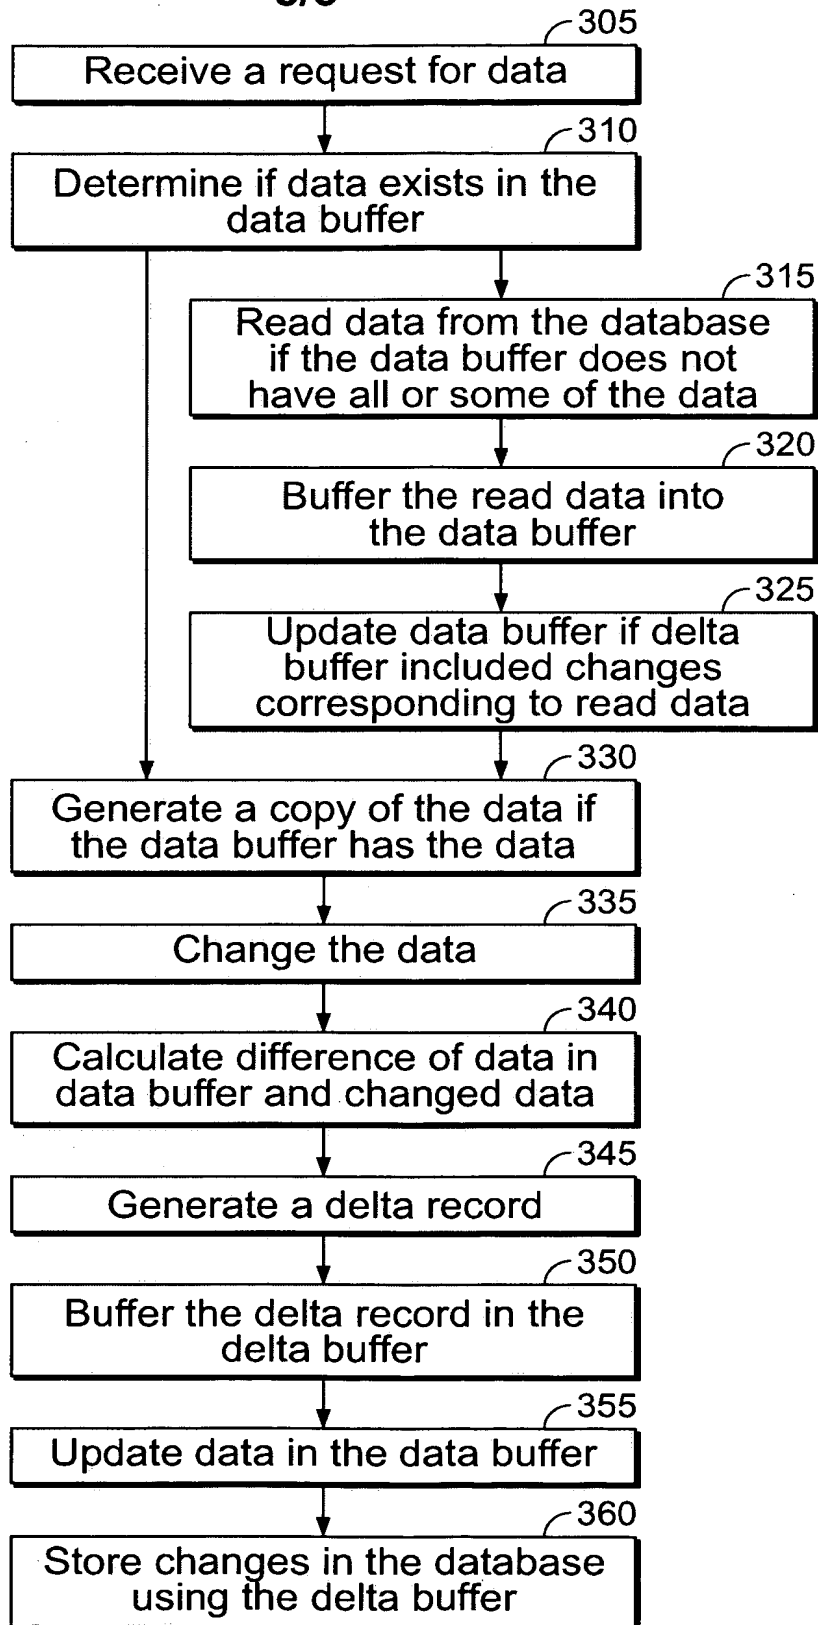 305
Receive a request for data
310
Determine if data exists in the
data buffer
315
Read data from the database
if the data buffer does not
have all or some of the data
320
Buffer the read data into
the data buffer
325
Update data buffer if delta
buffer included changes
corresponding to read data
330
Generate a copy of the data if
the data buffer has the data
335
Change the data
340
Calculate difference of data in
data buffer and changed data
345
Generate a delta record
350
Buffer the delta record in the
delta buffer
355
Update data in the data buffer
360
Store changes in the database
using the delta buffer